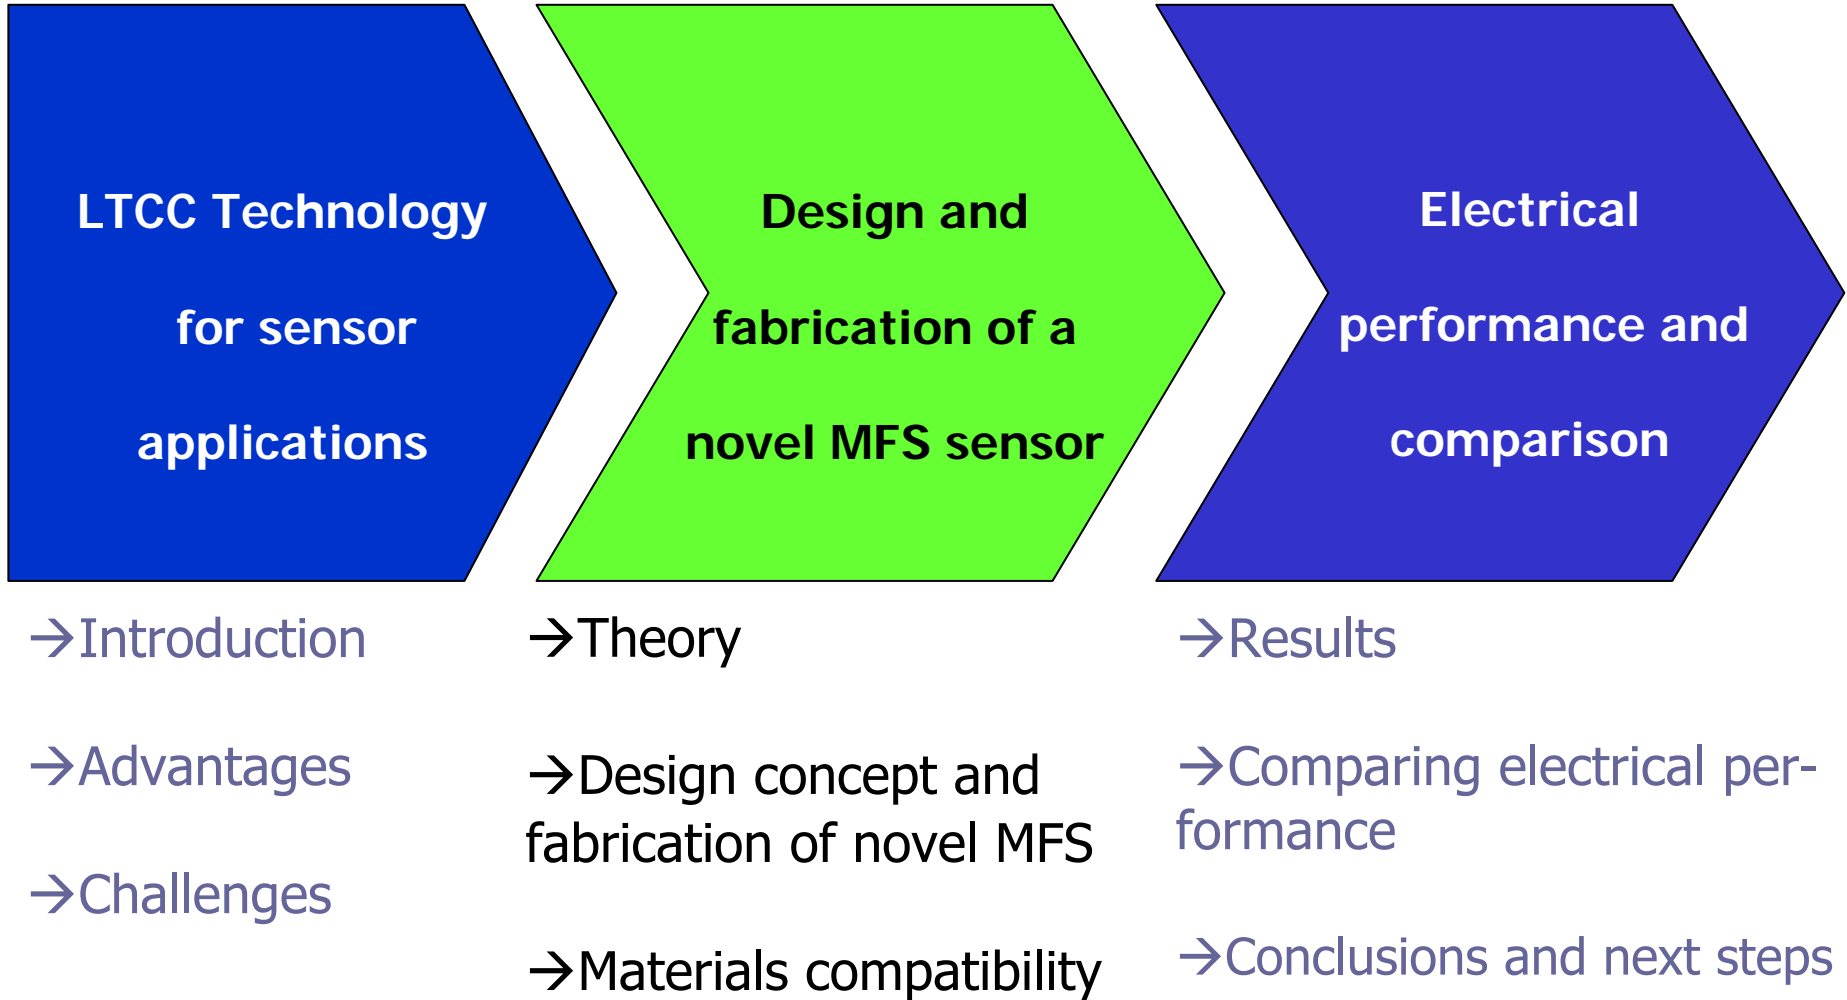 LTCC Technology
for sensor
applications
Design and
fabrication of a
novel MFS sensor
Electrical
performance and
comparison
→Introduction
→Advantages
→Challenges
→Theory
→Design concept and
fabrication of novel MFS
→Materials compatibility
→Results
→Comparing electrical per-
formance
→Conclusions and next steps